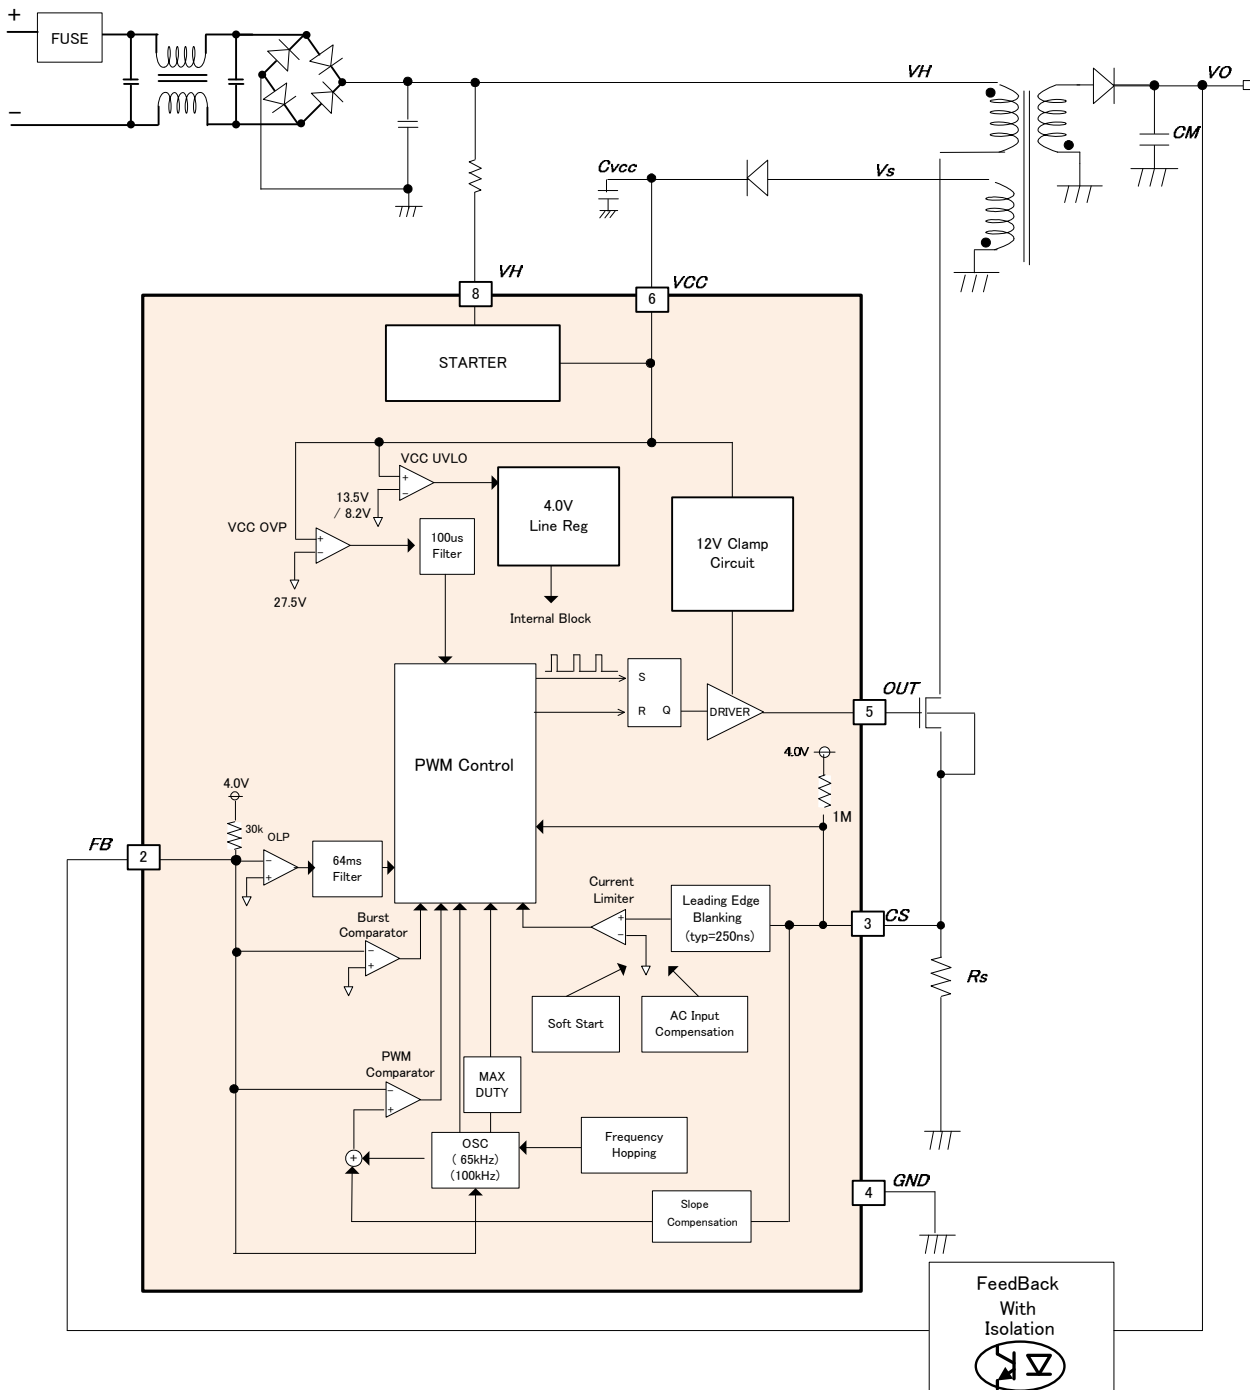 +
FUSE
−
VH
VO
CM
Cvcc
Vs
VH
VCC
8
6
STARTER
VCC UVLO
+
−
13.5V
/ 8.2V
4.0V
Line Reg
VCC OVP
+
−
27.5V
100us
Filter
12V Clamp
Circuit
Internal Block
S
R Q
DRIVER
OUT
5
PWM Control
4.0V
1M
4.0V
30k
OLP
FB
2
−
+
64ms
Filter
Current
Limiter
+
−
Leading Edge
Blanking
(typ=250ns)
CS
3
Burst
Comparator
−
+
Rs
Soft Start
AC Input
Compensation
PWM
Comparator
−
+
MAX
DUTY
OSC
( 65kHz)
(100kHz)
Frequency
Hopping
+
Slope
Compensation
4
GND
FeedBack
With
Isolation